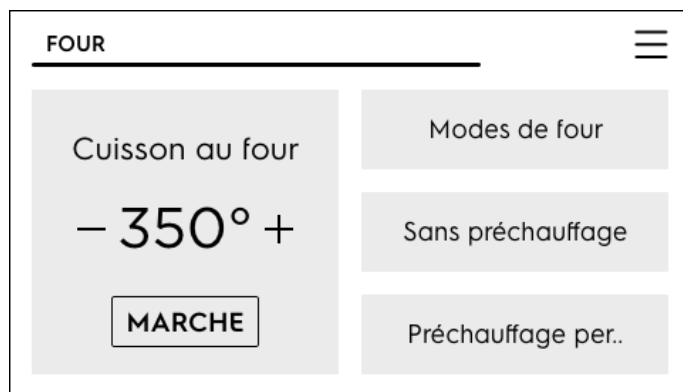 FOUR
Cuisson au four
− 350° +
MARCHE
Modes de four
Sans préchauffage
Préchauffage per..